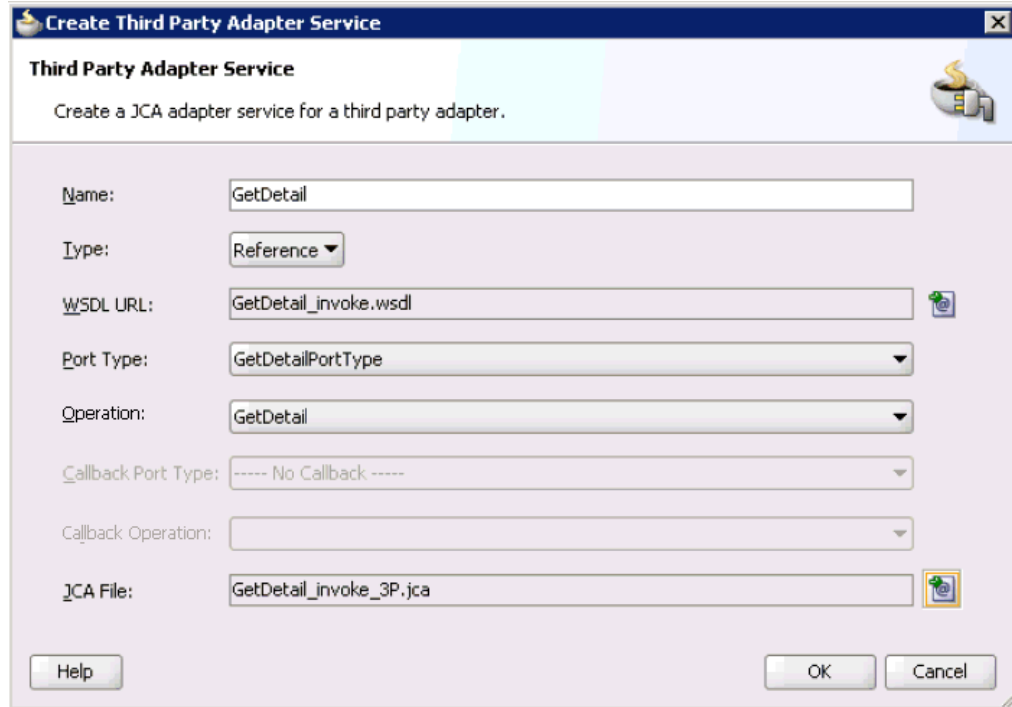 Create Third Party Adapter Service
Third Party Adapter Service
Create a JCA adapter service for a third party adapter.
Name: GetDetail
Type: Reference
WSDL URL: GetDetail_invoke.wsdl
Port Type: GetDetailPortType
Operation: GetDetail
Callback Port Type: ----- No Callback -----
Callback Operation:
JCA File: GetDetail_invoke_3P.jca
Help OK Cancel